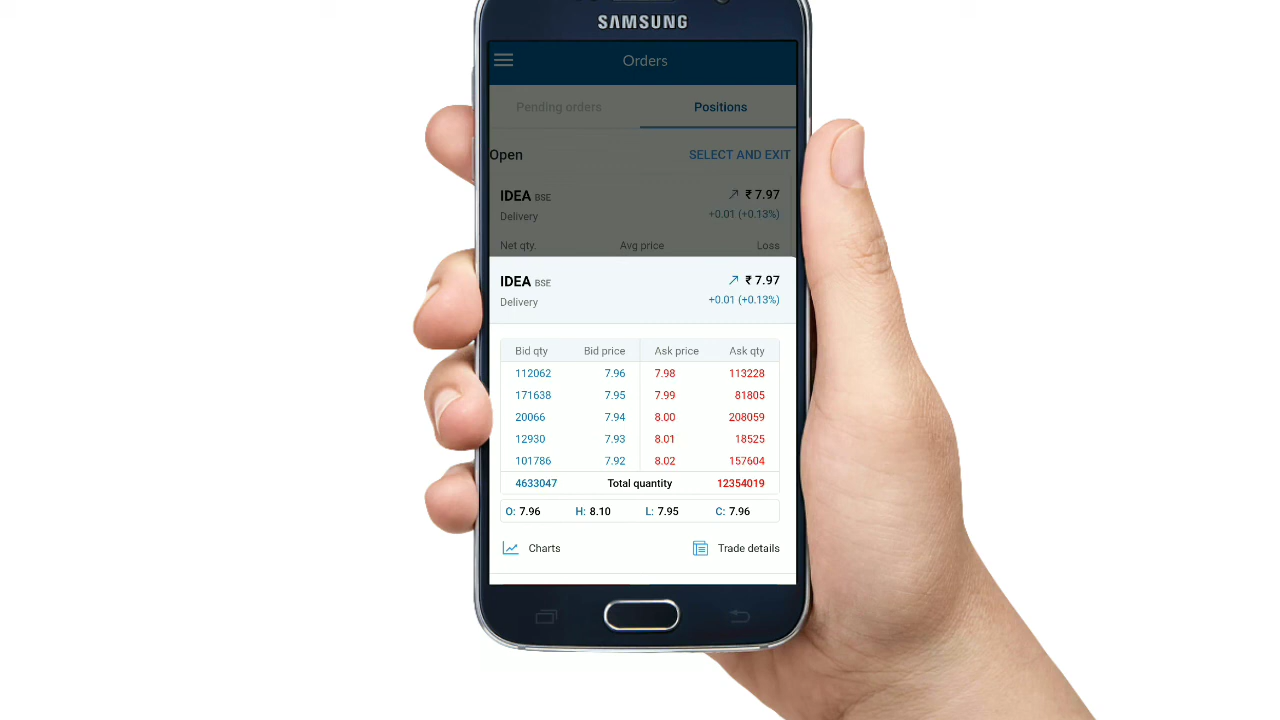 SAMSUNG
Orders
Pending orders Positions
Open SELECT AND EXIT
IDEA BSE ₹ 7.97
Delivery +0.01 (+0.13%)
Net qty. Avg price Loss
IDEA BSE ₹ 7.97
Delivery +0.01 (+0.13%)
Bid qty Bid price Ask price Ask qty
112062 7.96 7.98 113228
171638 7.95 7.99 81805
20066 7.94 8.00 208059
12930 7.93 8.01 18525
101786 7.92 8.02 157604
4633047 Total quantity 12354019
O: 7.96 H: 8.10 L: 7.95 C: 7.96
Charts Trade details